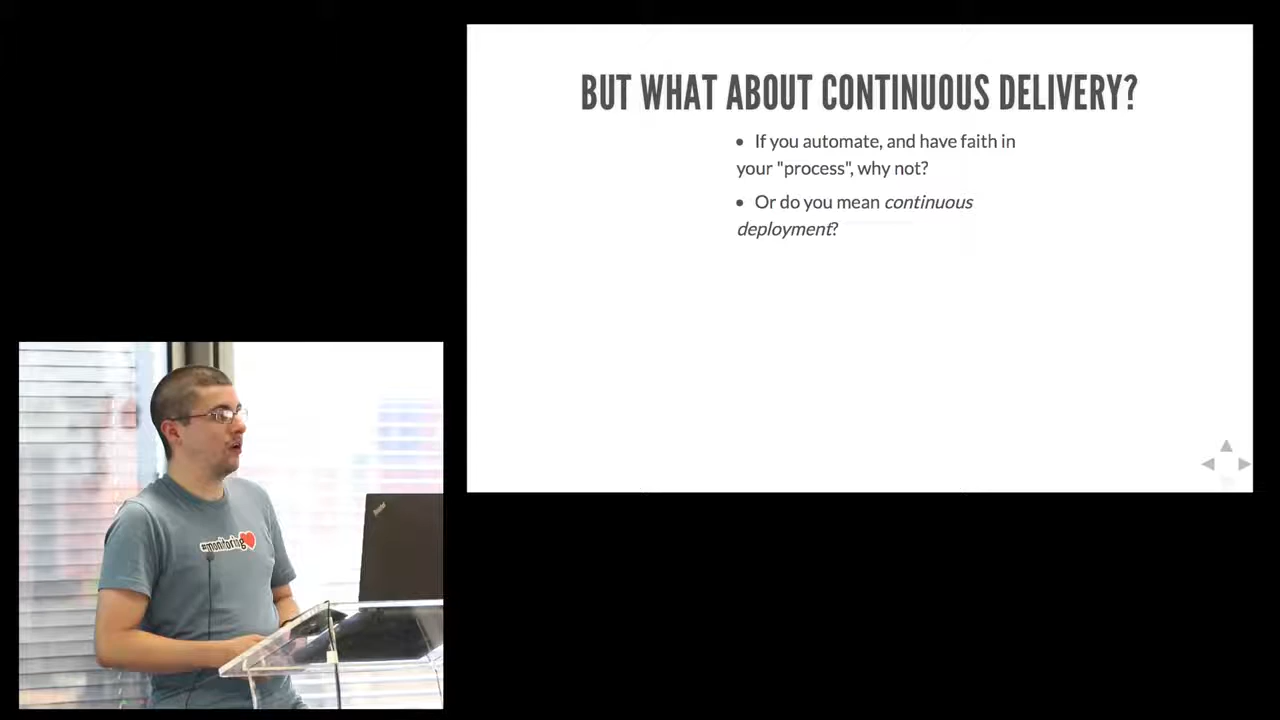 BUT WHAT ABOUT CONTINUOUS DELIVERY?
• If you automate, and have faith in
your "process", why not?
• Or do you mean continuous
deployment?
#monitoring